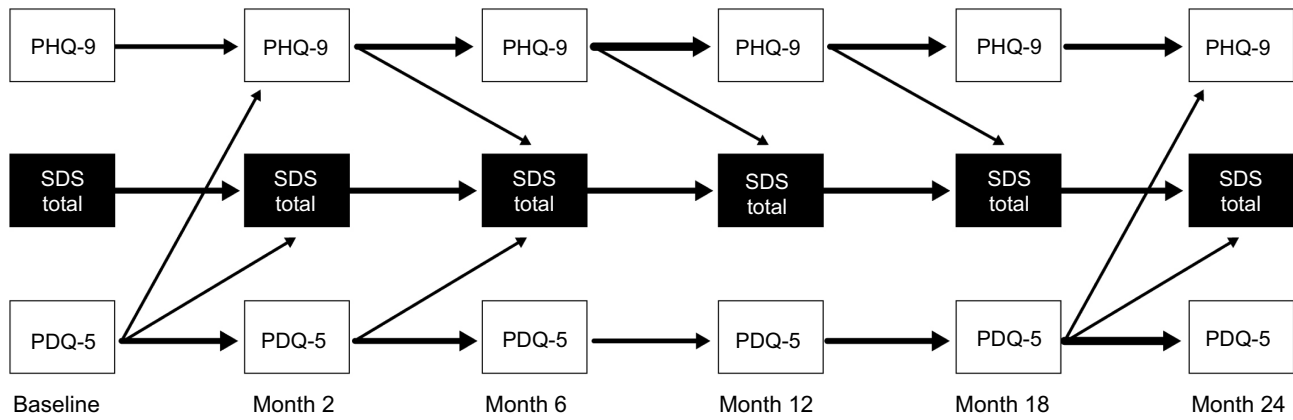 PHQ-9 PHQ-9 PHQ-9 PHQ-9 PHQ-9 PHQ-9
SDS SDS SDS SDS SDS SDS
total total total total total total
PDQ-5 PDQ-5 PDQ-5 PDQ-5 PDQ-5 PDQ-5
Baseline Month 2 Month 6 Month 12 Month 18 Month 24